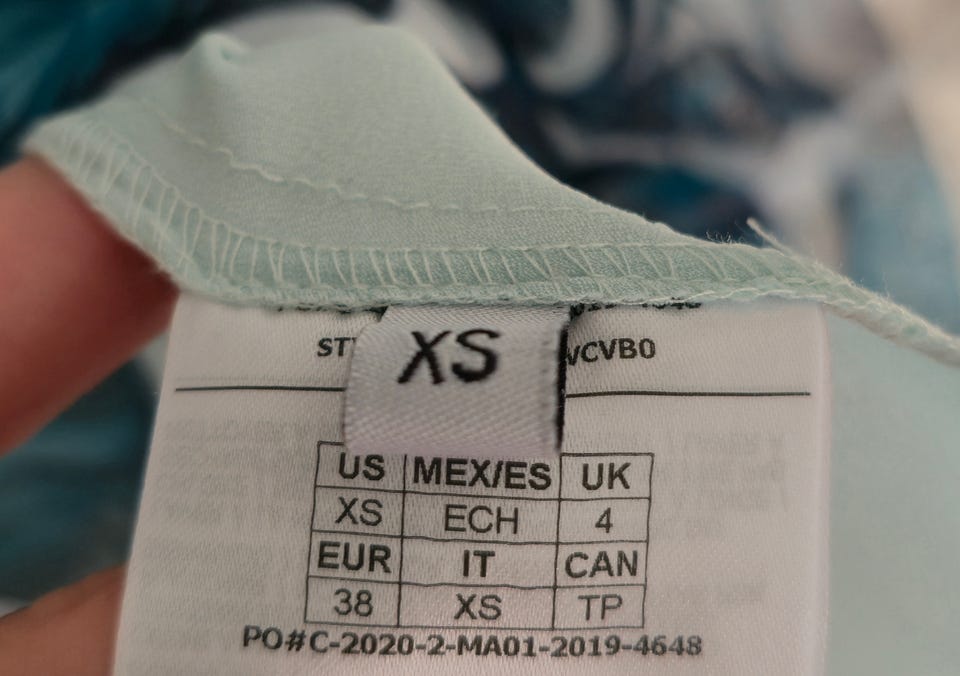 XS
VCVB0
US MEX/ES UK
XS ECH 4
EUR IT CAN
38 XS TP
PO#C-2020-2-MA01-2019-4648